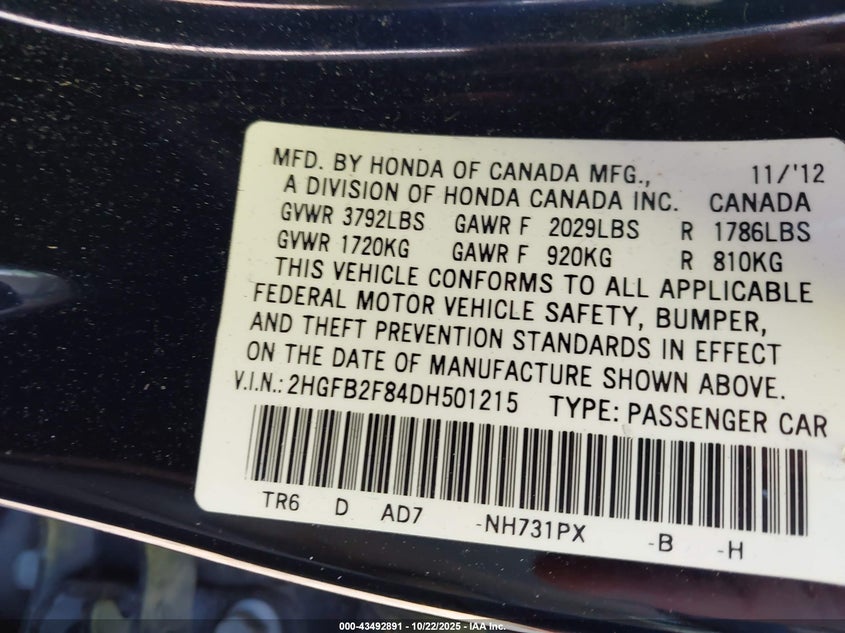 MFD. BY HONDA OF CANADA MFG., 11/'12
A DIVISION OF HONDA CANADA INC. CANADA
GVWR 3792LBS GAWR F 2029LBS R 1786LBS
GVWR 1720KG GAWR F 920KG R 810KG
THIS VEHICLE CONFORMS TO ALL APPLICABLE
FEDERAL MOTOR VEHICLE SAFETY, BUMPER,
AND THEFT PREVENTION STANDARDS IN EFFECT
ON THE DATE OF MANUFACTURE SHOWN ABOVE.
V.I.N.: 2HGFB2F84DH501215 TYPE: PASSENGER CAR
TR6 D AD7 -NH731PX -B -H
000-43492891 - 10/22/2025 - IAA Inc.